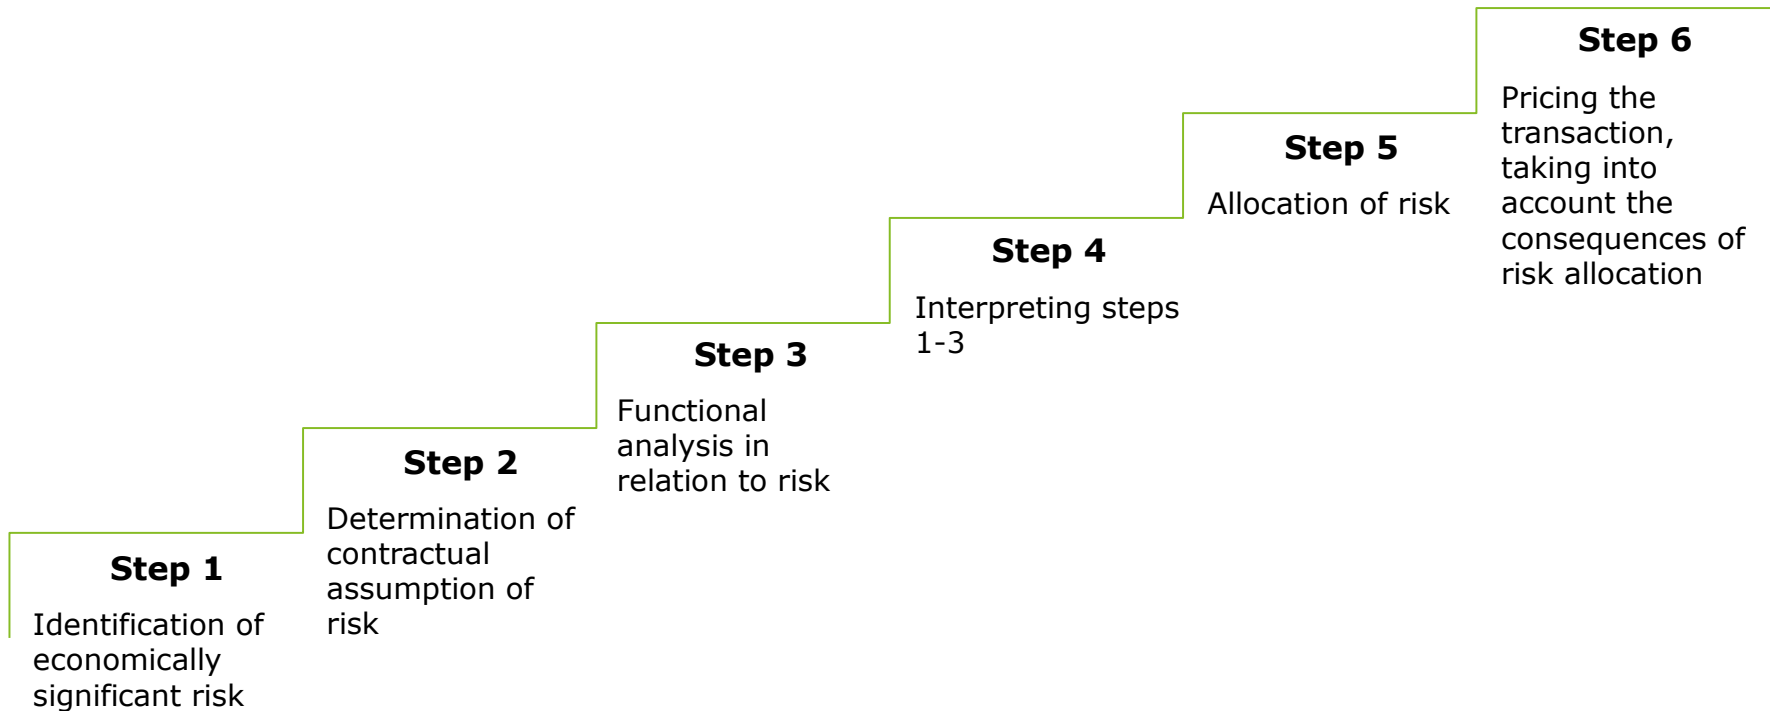 Step 1
Identification of
economically
significant risk
Step 2
Determination of
contractual
assumption of
risk
Step 3
Functional
analysis in
relation to risk
Step 4
Interpreting steps
1-3
Step 5
Allocation of risk
Step 6
Pricing the
transaction,
taking into
account the
consequences of
risk allocation